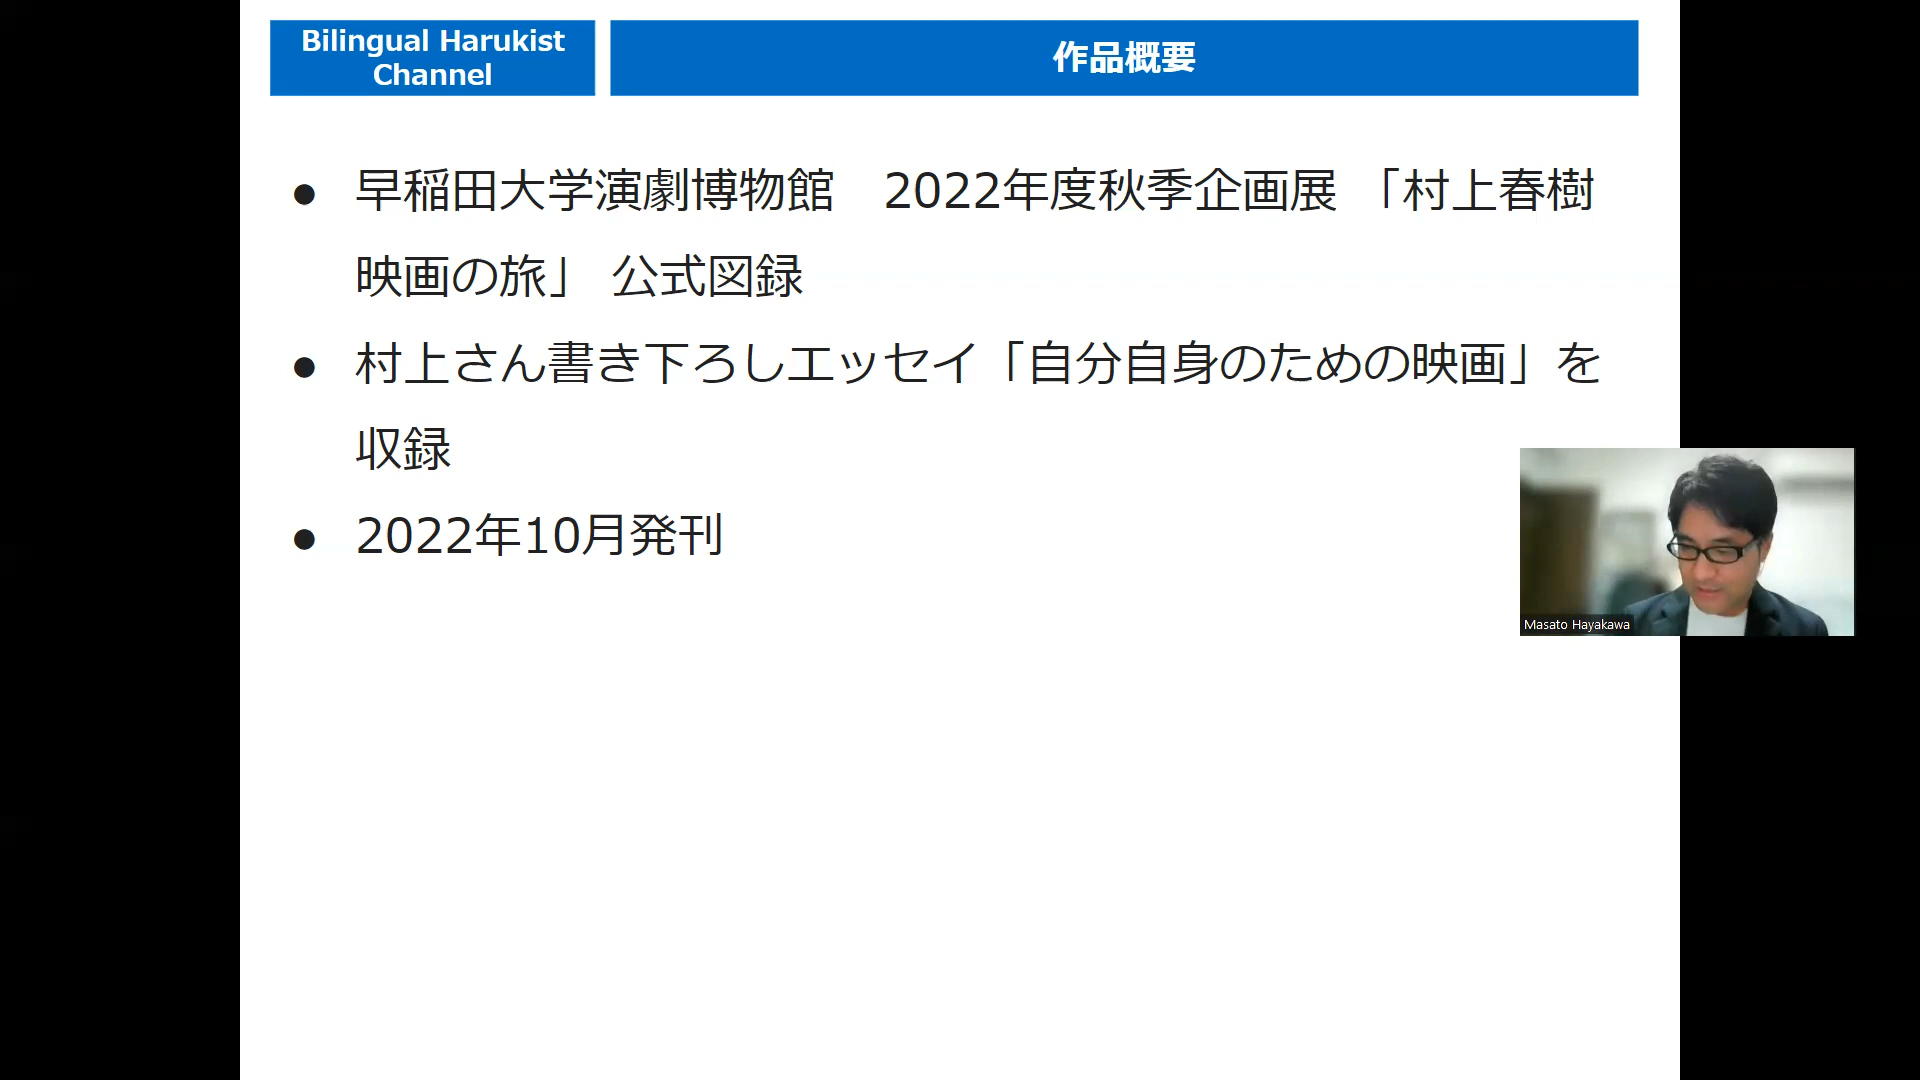 Bilingual Harukist
Channel
作品概要
● 早稲田大学演劇博物館　2022年度秋季企画展 「村上春樹
映画の旅」 公式図録
● 村上さん書き下ろしエッセイ「自分自身のための映画」を
収録
● 2022年10月発刊
Masato Hayakawa